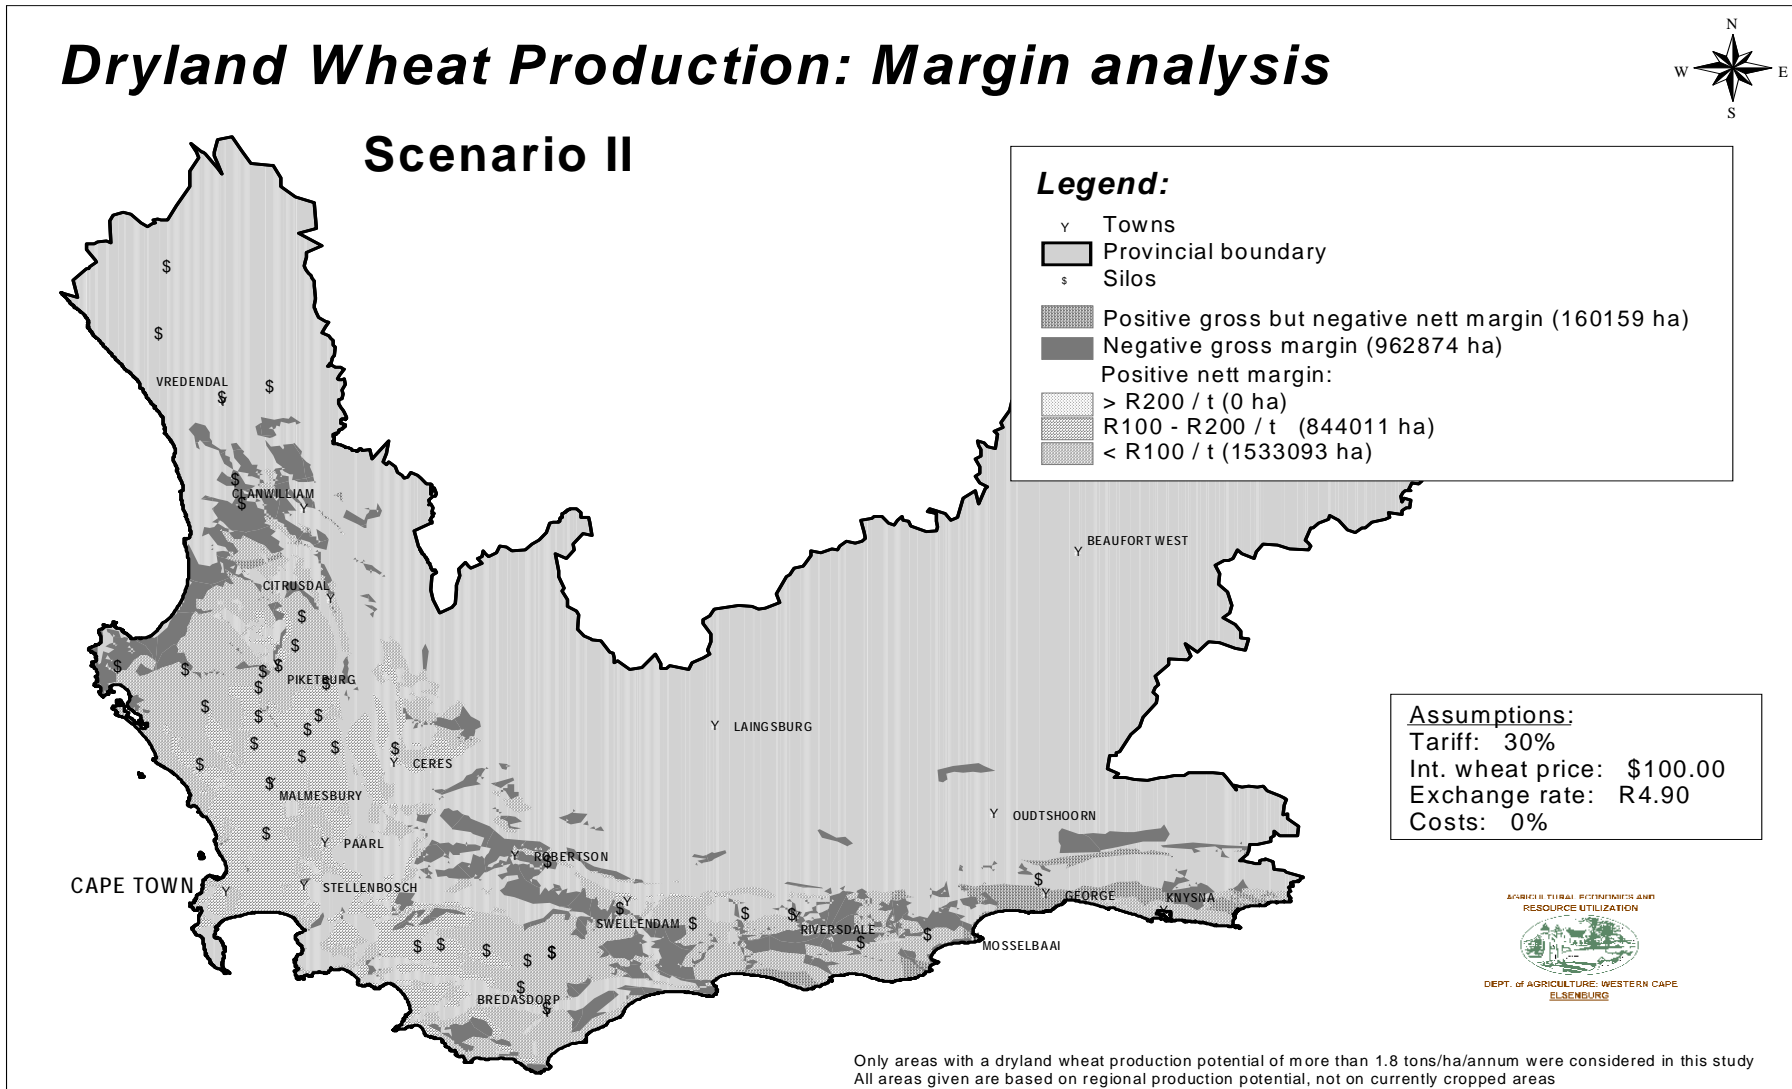 Dryland Wheat Production: Margin analysis
Scenario II
N
W
E
S
Legend:
Y Towns
Provincial boundary
$ Silos
Positive gross but negative nett margin (160159 ha)
Negative gross margin (962874 ha)
Positive nett margin:
> R200 / t (0 ha)
R100 - R200 / t (844011 ha)
< R100 / t (1533093 ha)
VREDENDAL
CLANWILLIAM
CITRUSDAL
PIKETBURG
CERES
MALMESBURY
PAARL
STELLENBOSCH
CAPE TOWN
ROBERTSON
SWELLENDAM
BREDASDORP
RIVERSDALE
MOSSELBAAI
GEORGE
KNYSNA
OUDTSHOORN
LAINGSBURG
BEAUFORT WEST
Assumptions:
Tariff: 30%
Int. wheat price: $100.00
Exchange rate: R4.90
Costs: 0%
AGRICULTURAL ECONOMICS AND
RESOURCE UTILIZATION
DEPT. of AGRICULTURE: WESTERN CAPE
ELSENBURG
Only areas with a dryland wheat production potential of more than 1.8 tons/ha/annum were considered in this study
All areas given are based on regional production potential, not on currently cropped areas